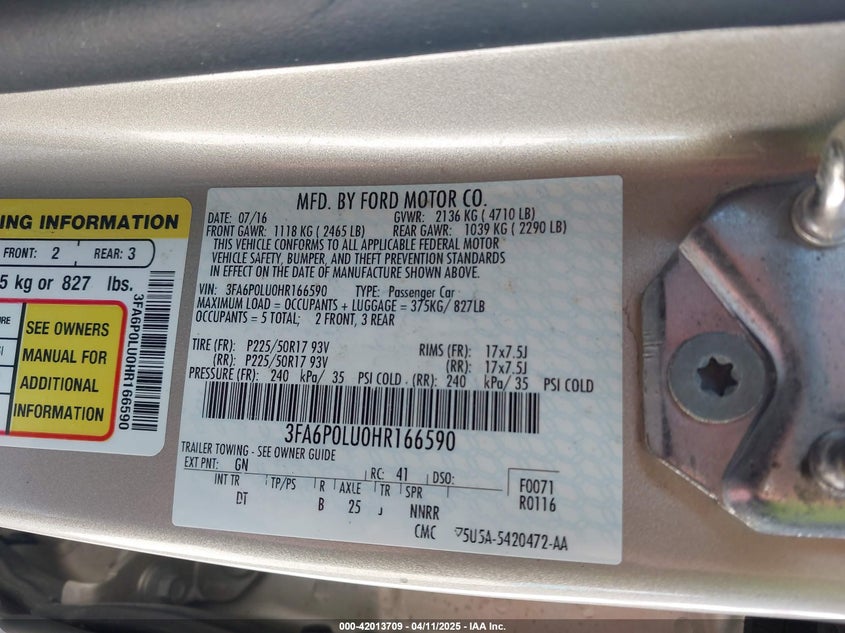 ING INFORMATION
FRONT: 2 REAR: 3
5 kg or 827 lbs.
SEE OWNERS
MANUAL FOR
ADDITIONAL
INFORMATION
3FA6P0LU0HR166590
MFD. BY FORD MOTOR CO.
DATE: 07/16 GVWR: 2136 KG ( 4710 LB)
FRONT GAWR: 1118 KG ( 2465 LB) REAR GAWR: 1039 KG ( 2290 LB)
THIS VEHICLE CONFORMS TO ALL APPLICABLE FEDERAL MOTOR
VEHICLE SAFETY, BUMPER, AND THEFT PREVENTION STANDARDS
IN EFFECT ON THE DATE OF MANUFACTURE SHOWN ABOVE.
VIN: 3FA6P0LU0HR166590 TYPE: Passenger Car
MAXIMUM LOAD = OCCUPANTS + LUGGAGE = 375KG/ 827LB
OCCUPANTS = 5 TOTAL; 2 FRONT, 3 REAR
TIRE (FR): P225/50R17 93V RIMS (FR): 17x7.5J
(RR): P225/50R17 93V (RR): 17x7.5J
PRESSURE (FR): 240 kPa/ 35 PSI COLD (RR): 240 kPa/ 35 PSI COLD
3FA6P0LU0HR166590
TRAILER TOWING - SEE OWNER GUIDE
EXT PNT: GN RC: 41 DSO: F0071
INT TR TP/PS R AXLE TR SPR R0116
DT B 25 J NNRR
CMC 5U5A-5420472-AA
000-42013709 - 04/11/2025 - IAA Inc.